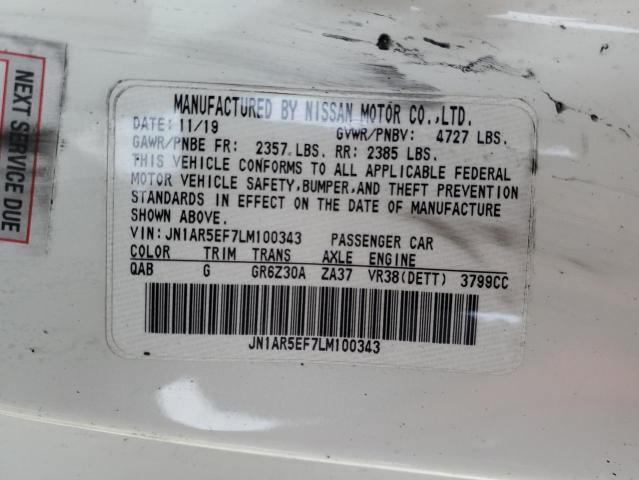 NEXT SERVICE DUE
MANUFACTURED BY NISSAN MOTOR CO.,LTD.
DATE: 11/19 GVWR/PNBV: 4727 LBS.
GAWR/PNBE FR: 2357 LBS. RR: 2385 LBS.
THIS VEHICLE CONFORMS TO ALL APPLICABLE FEDERAL
MOTOR VEHICLE SAFETY,BUMPER,AND THEFT PREVENTION
STANDARDS IN EFFECT ON THE DATE OF MANUFACTURE
SHOWN ABOVE.
VIN: JN1AR5EF7LM100343 PASSENGER CAR
COLOR TRIM TRANS AXLE ENGINE
QAB G GR6Z30A ZA37 VR38(DETT) 3799CC
JN1AR5EF7LM100343